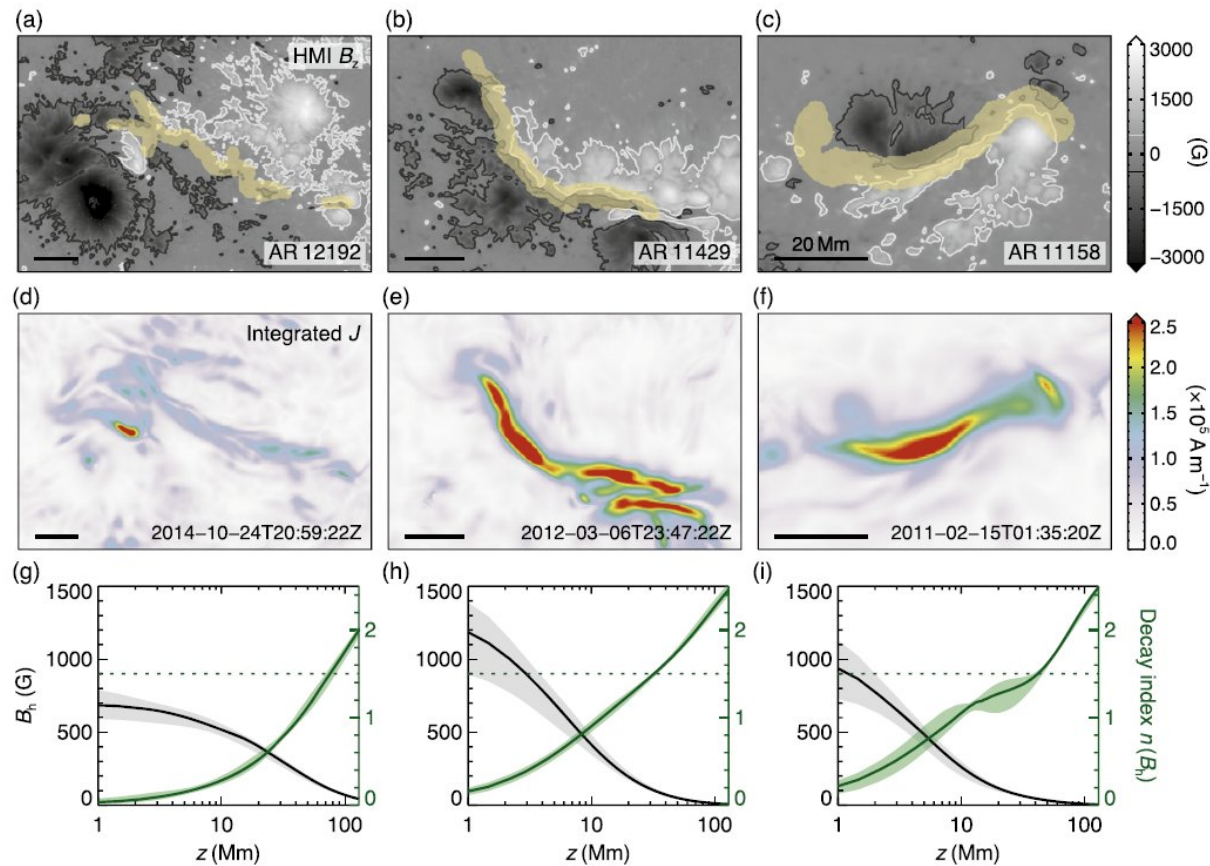 (a)
(b)
(c)
HMI B_z
AR 12192
AR 11429
20 Mm
AR 11158
3000
1500
0
−1500
−3000
(G)
(d)
(e)
(f)
Integrated J
2014−10−24T20:59:22Z
2012−03−06T23:47:22Z
2011−02−15T01:35:20Z
2.5
2.0
1.5
1.0
0.5
0.0
(×10⁵ A m⁻¹)
(g)
(h)
(i)
B_h (G)
1500
1000
500
0
1 10 100
z (Mm)
2
1
0
1500
1000
500
0
1 10 100
z (Mm)
2
1
0
1500
1000
500
0
1 10 100
z (Mm)
2
1
0
Decay index n (B_h)